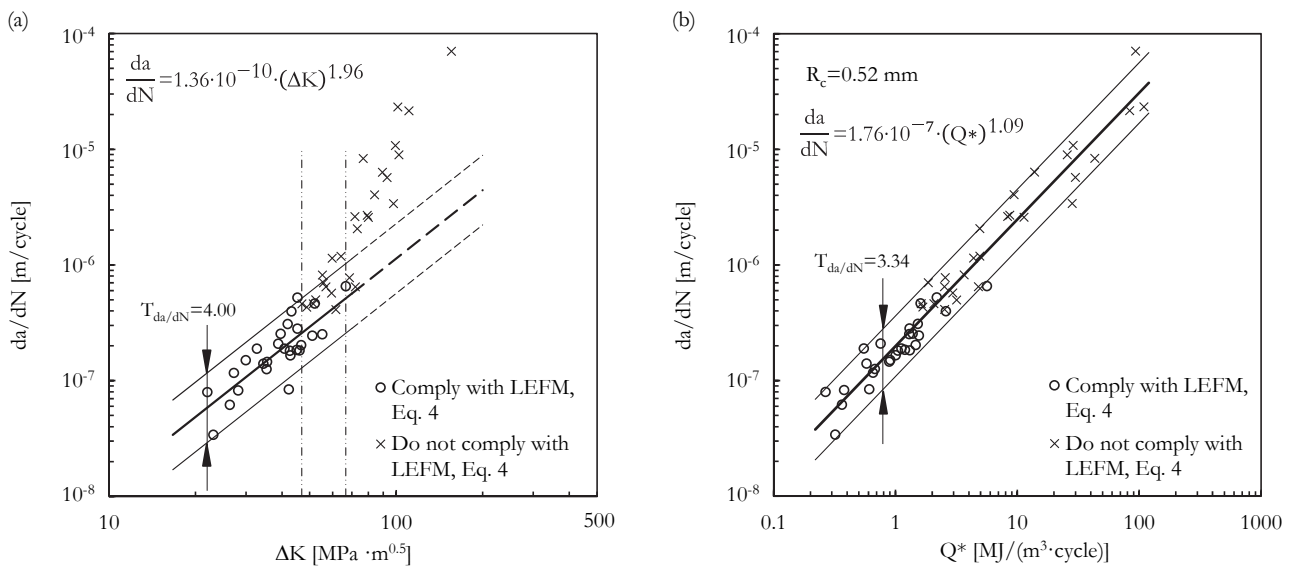 (a)
10⁻⁴
10⁻⁵
10⁻⁶
10⁻⁷
10⁻⁸
da/dN [m/cycle]
da
dN
=1.36·10⁻¹⁰·(ΔK)¹·⁹⁶
T_da/dN=4.00
Comply with LEFM,
Eq. 4
Do not comply with
LEFM, Eq. 4
10
100
500
ΔK [MPa ·m⁰·⁵]
(b)
10⁻⁴
10⁻⁵
10⁻⁶
10⁻⁷
10⁻⁸
da/dN [m/cycle]
R_c=0.52 mm
da
dN
=1.76·10⁻⁷·(Q*)¹·⁰⁹
T_da/dN=3.34
Comply with LEFM,
Eq. 4
Do not comply with
LEFM, Eq. 4
0.1
1
10
100
1000
Q* [MJ/(m³·cycle)]